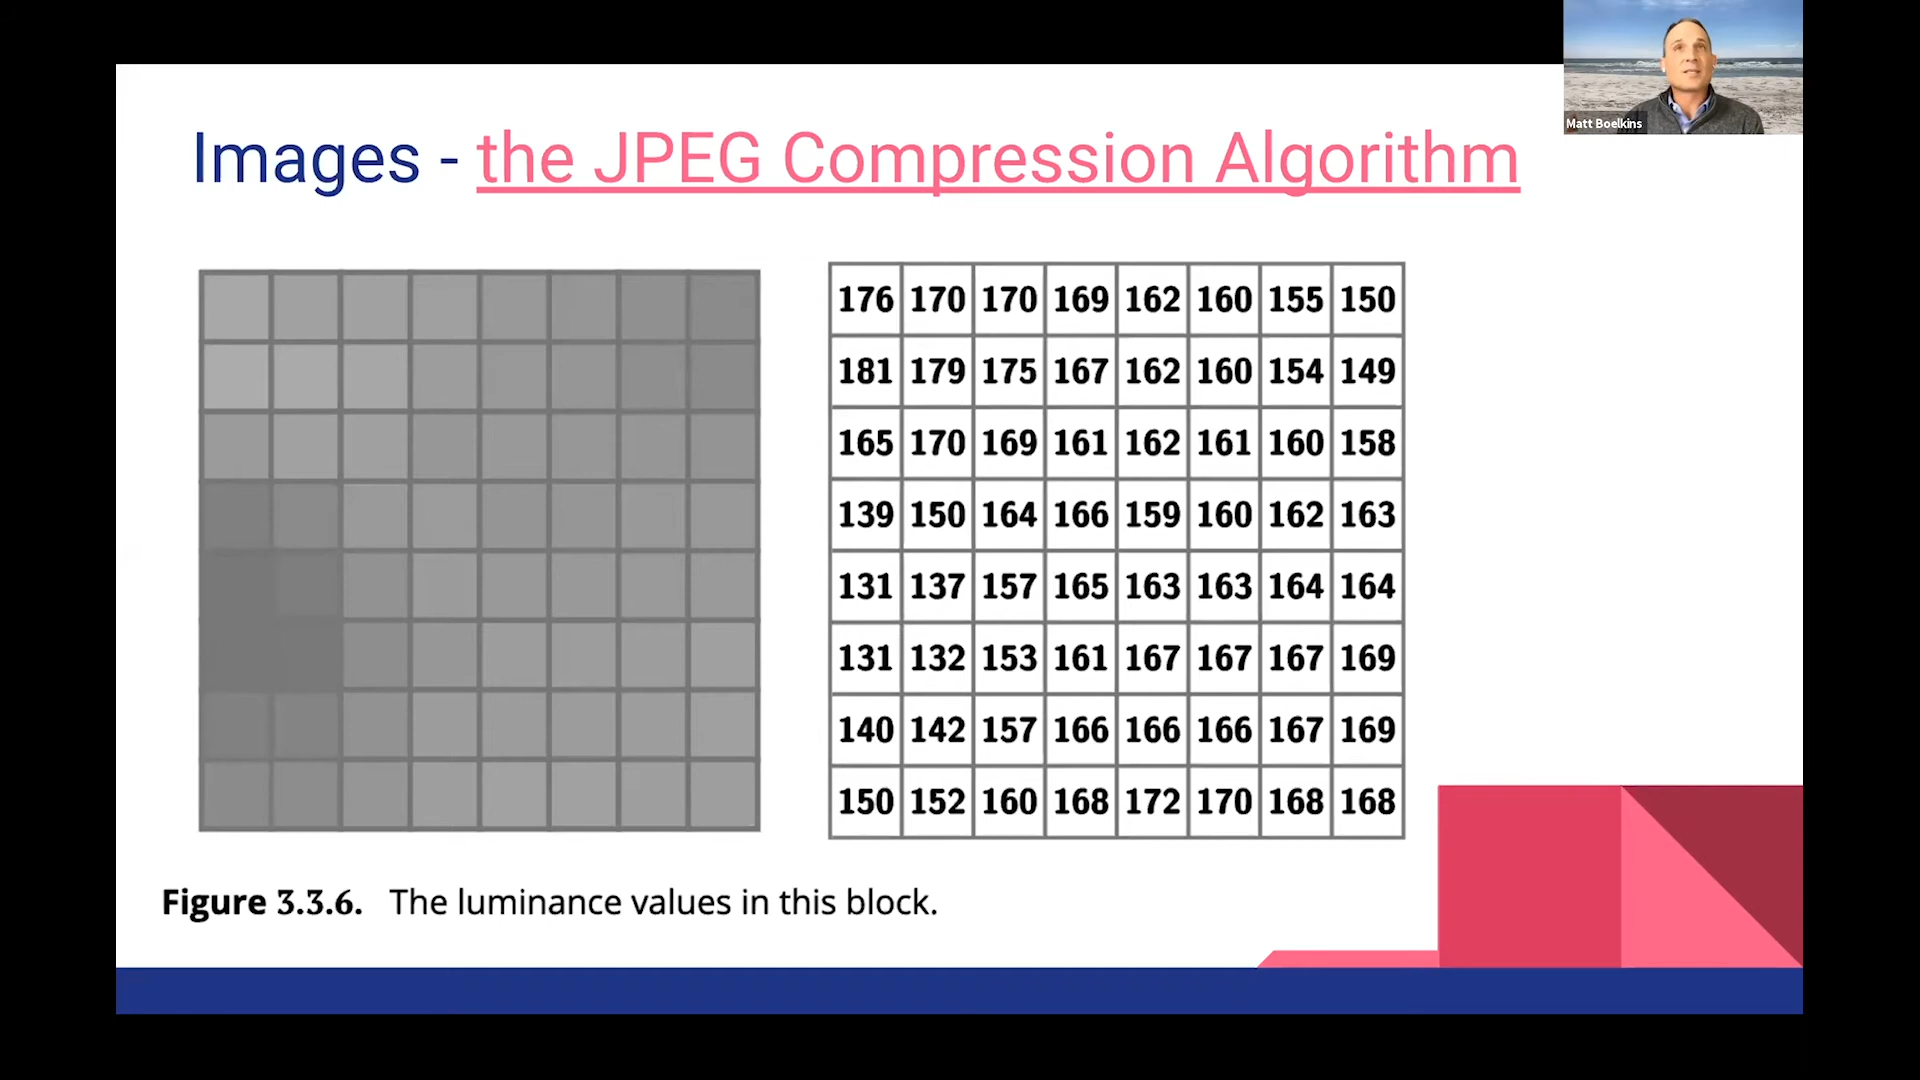 Matt Boelkins
Images - the JPEG Compression Algorithm
176 170 170 169 162 160 155 150
181 179 175 167 162 160 154 149
165 170 169 161 162 161 160 158
139 150 164 166 159 160 162 163
131 137 157 165 163 163 164 164
131 132 153 161 167 167 167 169
140 142 157 166 166 166 167 169
150 152 160 168 172 170 168 168
Figure 3.3.6. The luminance values in this block.